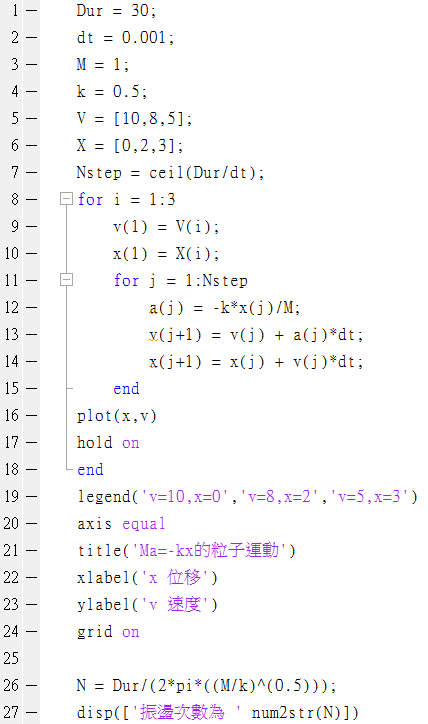 1 — Dur = 30;
2 — dt = 0.001;
3 — M = 1;
4 — k = 0.5;
5 — V = [10,8,5];
6 — X = [0,2,3];
7 — Nstep = ceil(Dur/dt);
8 — for i = 1:3
9 — v(1) = V(i);
10 — x(1) = X(i);
11 — for j = 1:Nstep
12 — a(j) = -k*x(j)/M;
13 — v(j+1) = v(j) + a(j)*dt;
14 — x(j+1) = x(j) + v(j)*dt;
15 — end
16 — plot(x,v)
17 — hold on
18 — end
19 — legend('v=10,x=0','v=8,x=2','v=5,x=3')
20 — axis equal
21 — title('Ma=-kx的粒子運動')
22 — xlabel('x 位移')
23 — ylabel('v 速度')
24 — grid on
25
26 — N = Dur/(2*pi*((M/k)^(0.5)));
27 — disp(['振盪次數為 ' num2str(N)])